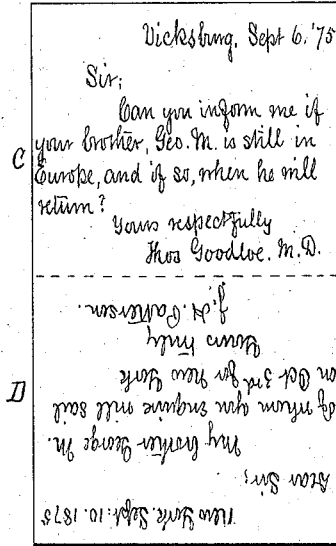 Vicksburg, Sept 6. '75
Sir;
Can you inform me if
your brother, Geo. M. is still in
Europe, and if so, when he will
return?
Yours respectfully
Thos Goodloe. M.D.
C
D
New York. Sept. 10. 1875
Dear Sir;
My brother George M.
of whom you enquire will sail
on Oct 3rd for New York
Yours truly
J. H. Patterson.